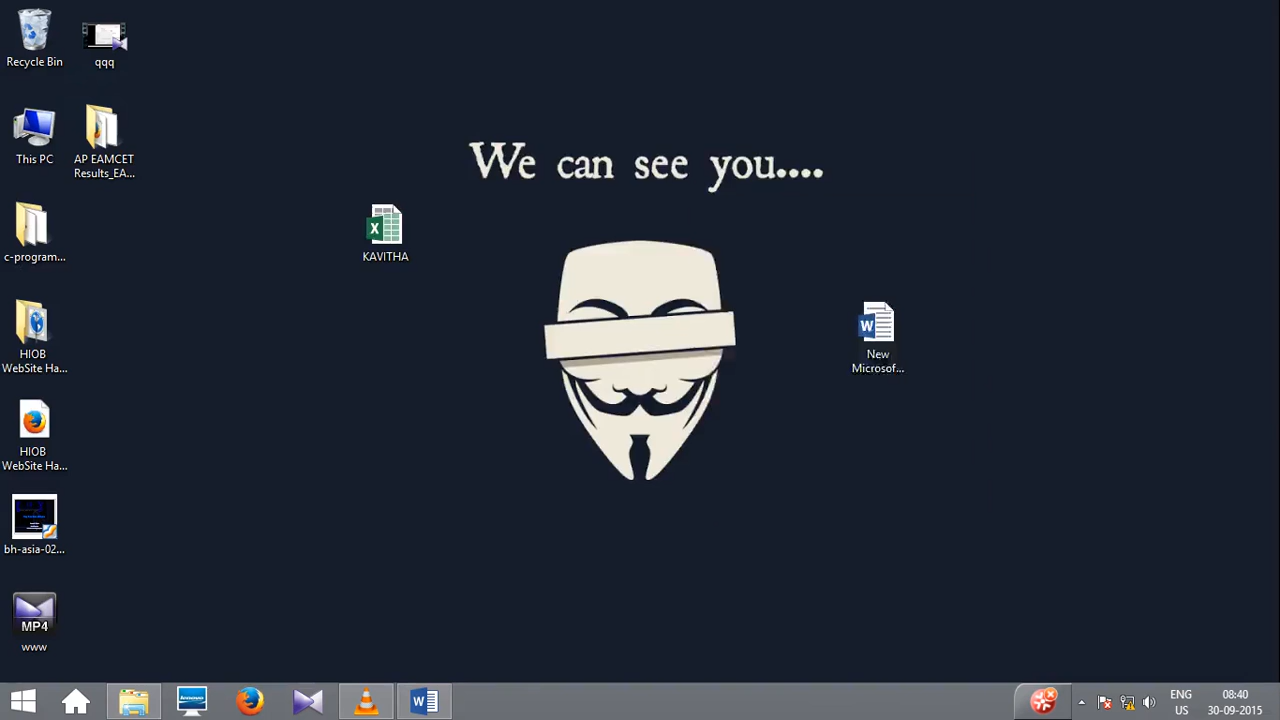 Recycle Bin
qqq
This PC
AP EAMCET
Results_EA...
We can see you....
KAVITHA
c-program...
HIOB
WebSite Ha...
New
Microsof...
HIOB
WebSite Ha...
bh-asia-02...
MP4
www
lenovo
ENG
US
08:40
30-09-2015